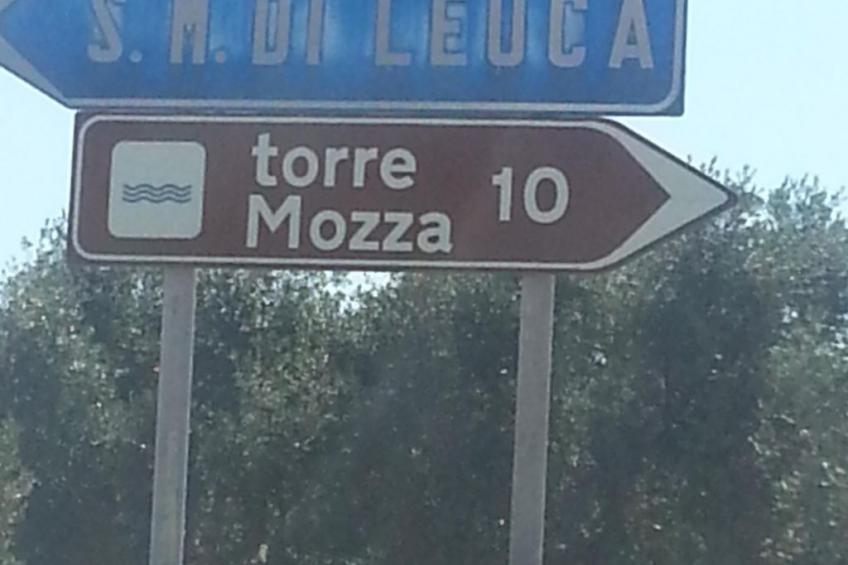 S. M. DI LEUCA
torre
Mozza 10